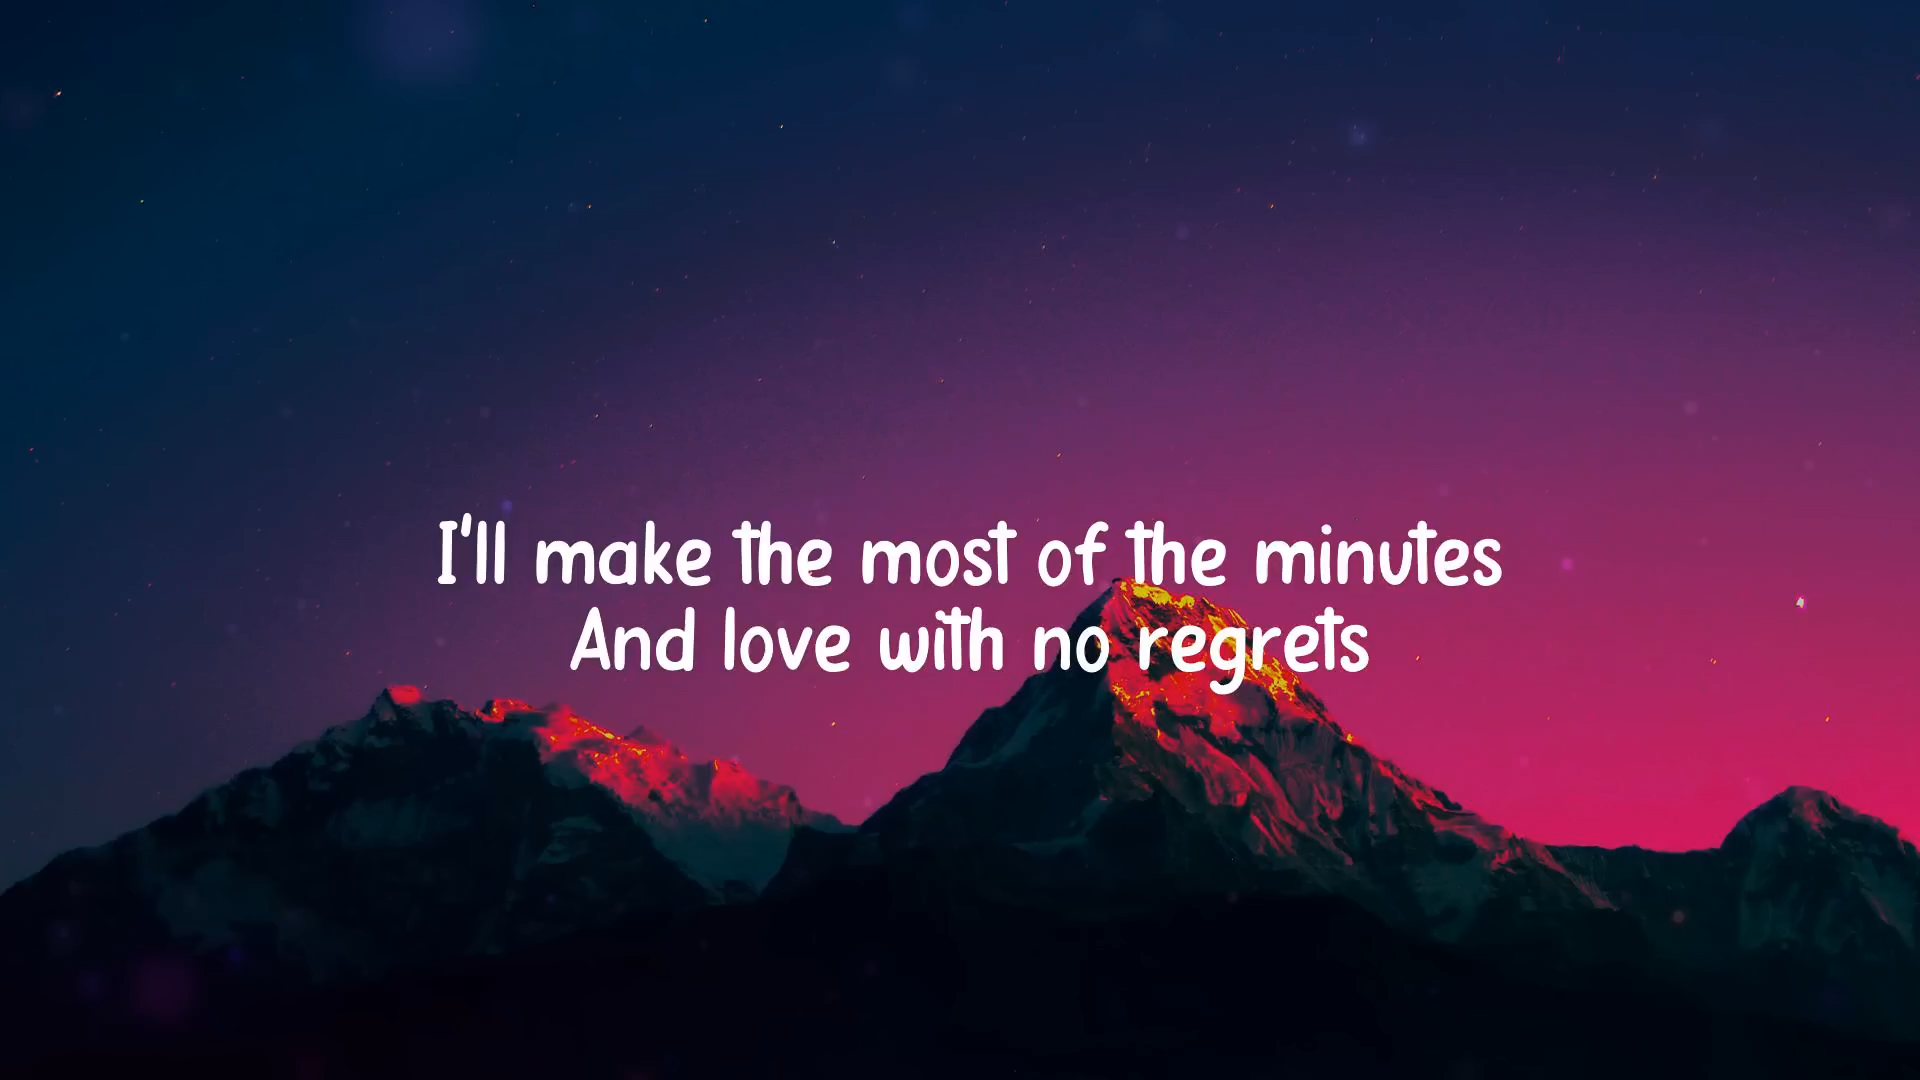 I'll make the most of the minutes
And love with no regrets